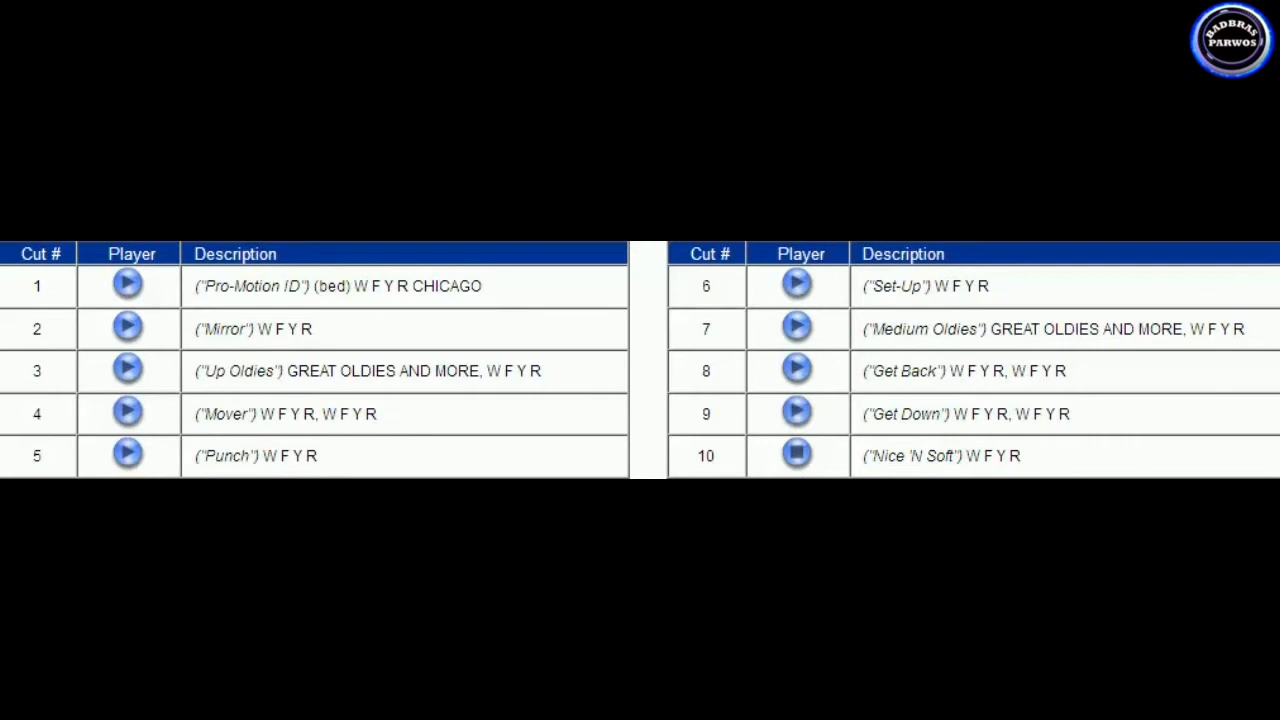 BADBRAS
PARWOS
Cut # Player Description
1 ("Pro-Motion ID") (bed) W F Y R CHICAGO
2 ("Mirror") W F Y R
3 ("Up Oldies") GREAT OLDIES AND MORE, W F Y R
4 ("Mover") W F Y R, W F Y R
5 ("Punch") W F Y R
Cut # Player Description
6 ("Set-Up") W F Y R
7 ("Medium Oldies") GREAT OLDIES AND MORE, W F Y R
8 ("Get Back") W F Y R, W F Y R
9 ("Get Down") W F Y R, W F Y R
10 ("Nice 'N Soft") W F Y R